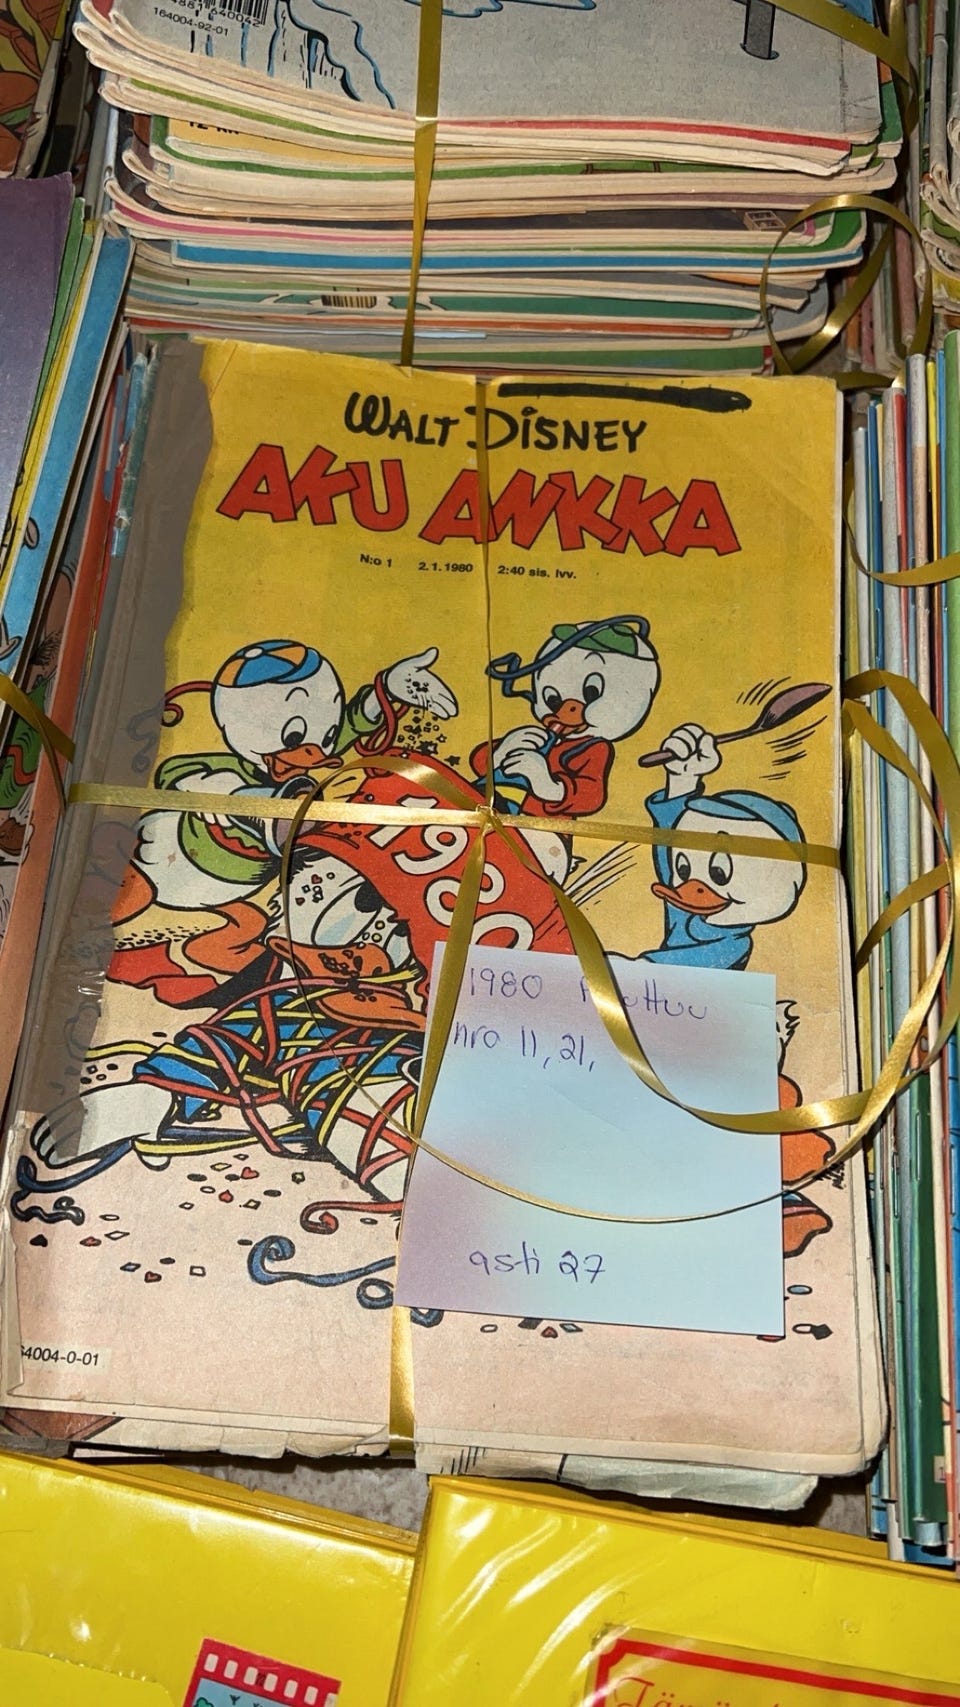 164004-92-01
WALT DISNEY
AKU ANKKA
N:o 1 2.1.1980 2:40 sis. lvv.
1980
1980
nro 11, 21,
asti 27
64004-0-01